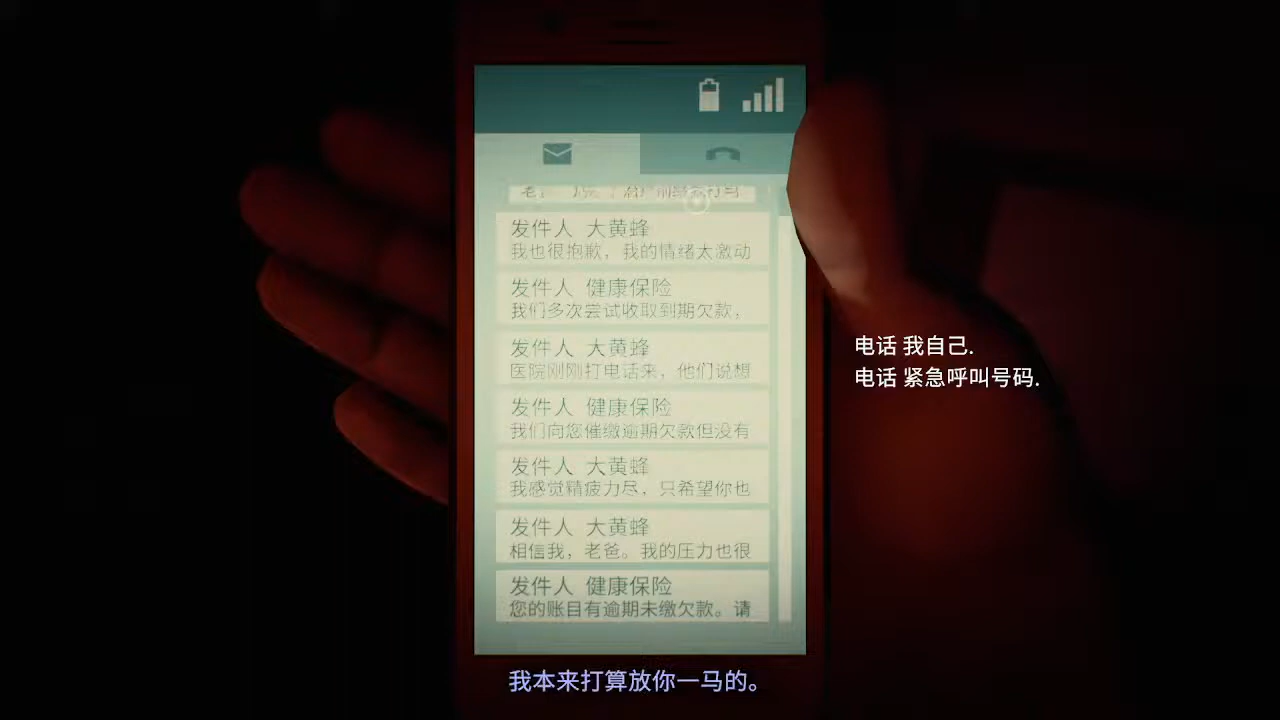 发件人 大黄蜂
我也很抱歉，我的情绪太激动
发件人 健康保险
我们多次尝试收取到期欠款，
发件人 大黄蜂
医院刚刚打电话来，他们说想
发件人 健康保险
我们向您催缴逾期欠款但没有
发件人 大黄蜂
我感觉精疲力尽，只希望你也
发件人 大黄蜂
相信我，老爸。我的压力也很
发件人 健康保险
您的账目有逾期未缴欠款。请
电话 我自己.
电话 紧急呼叫号码.
我本来打算放你一马的。